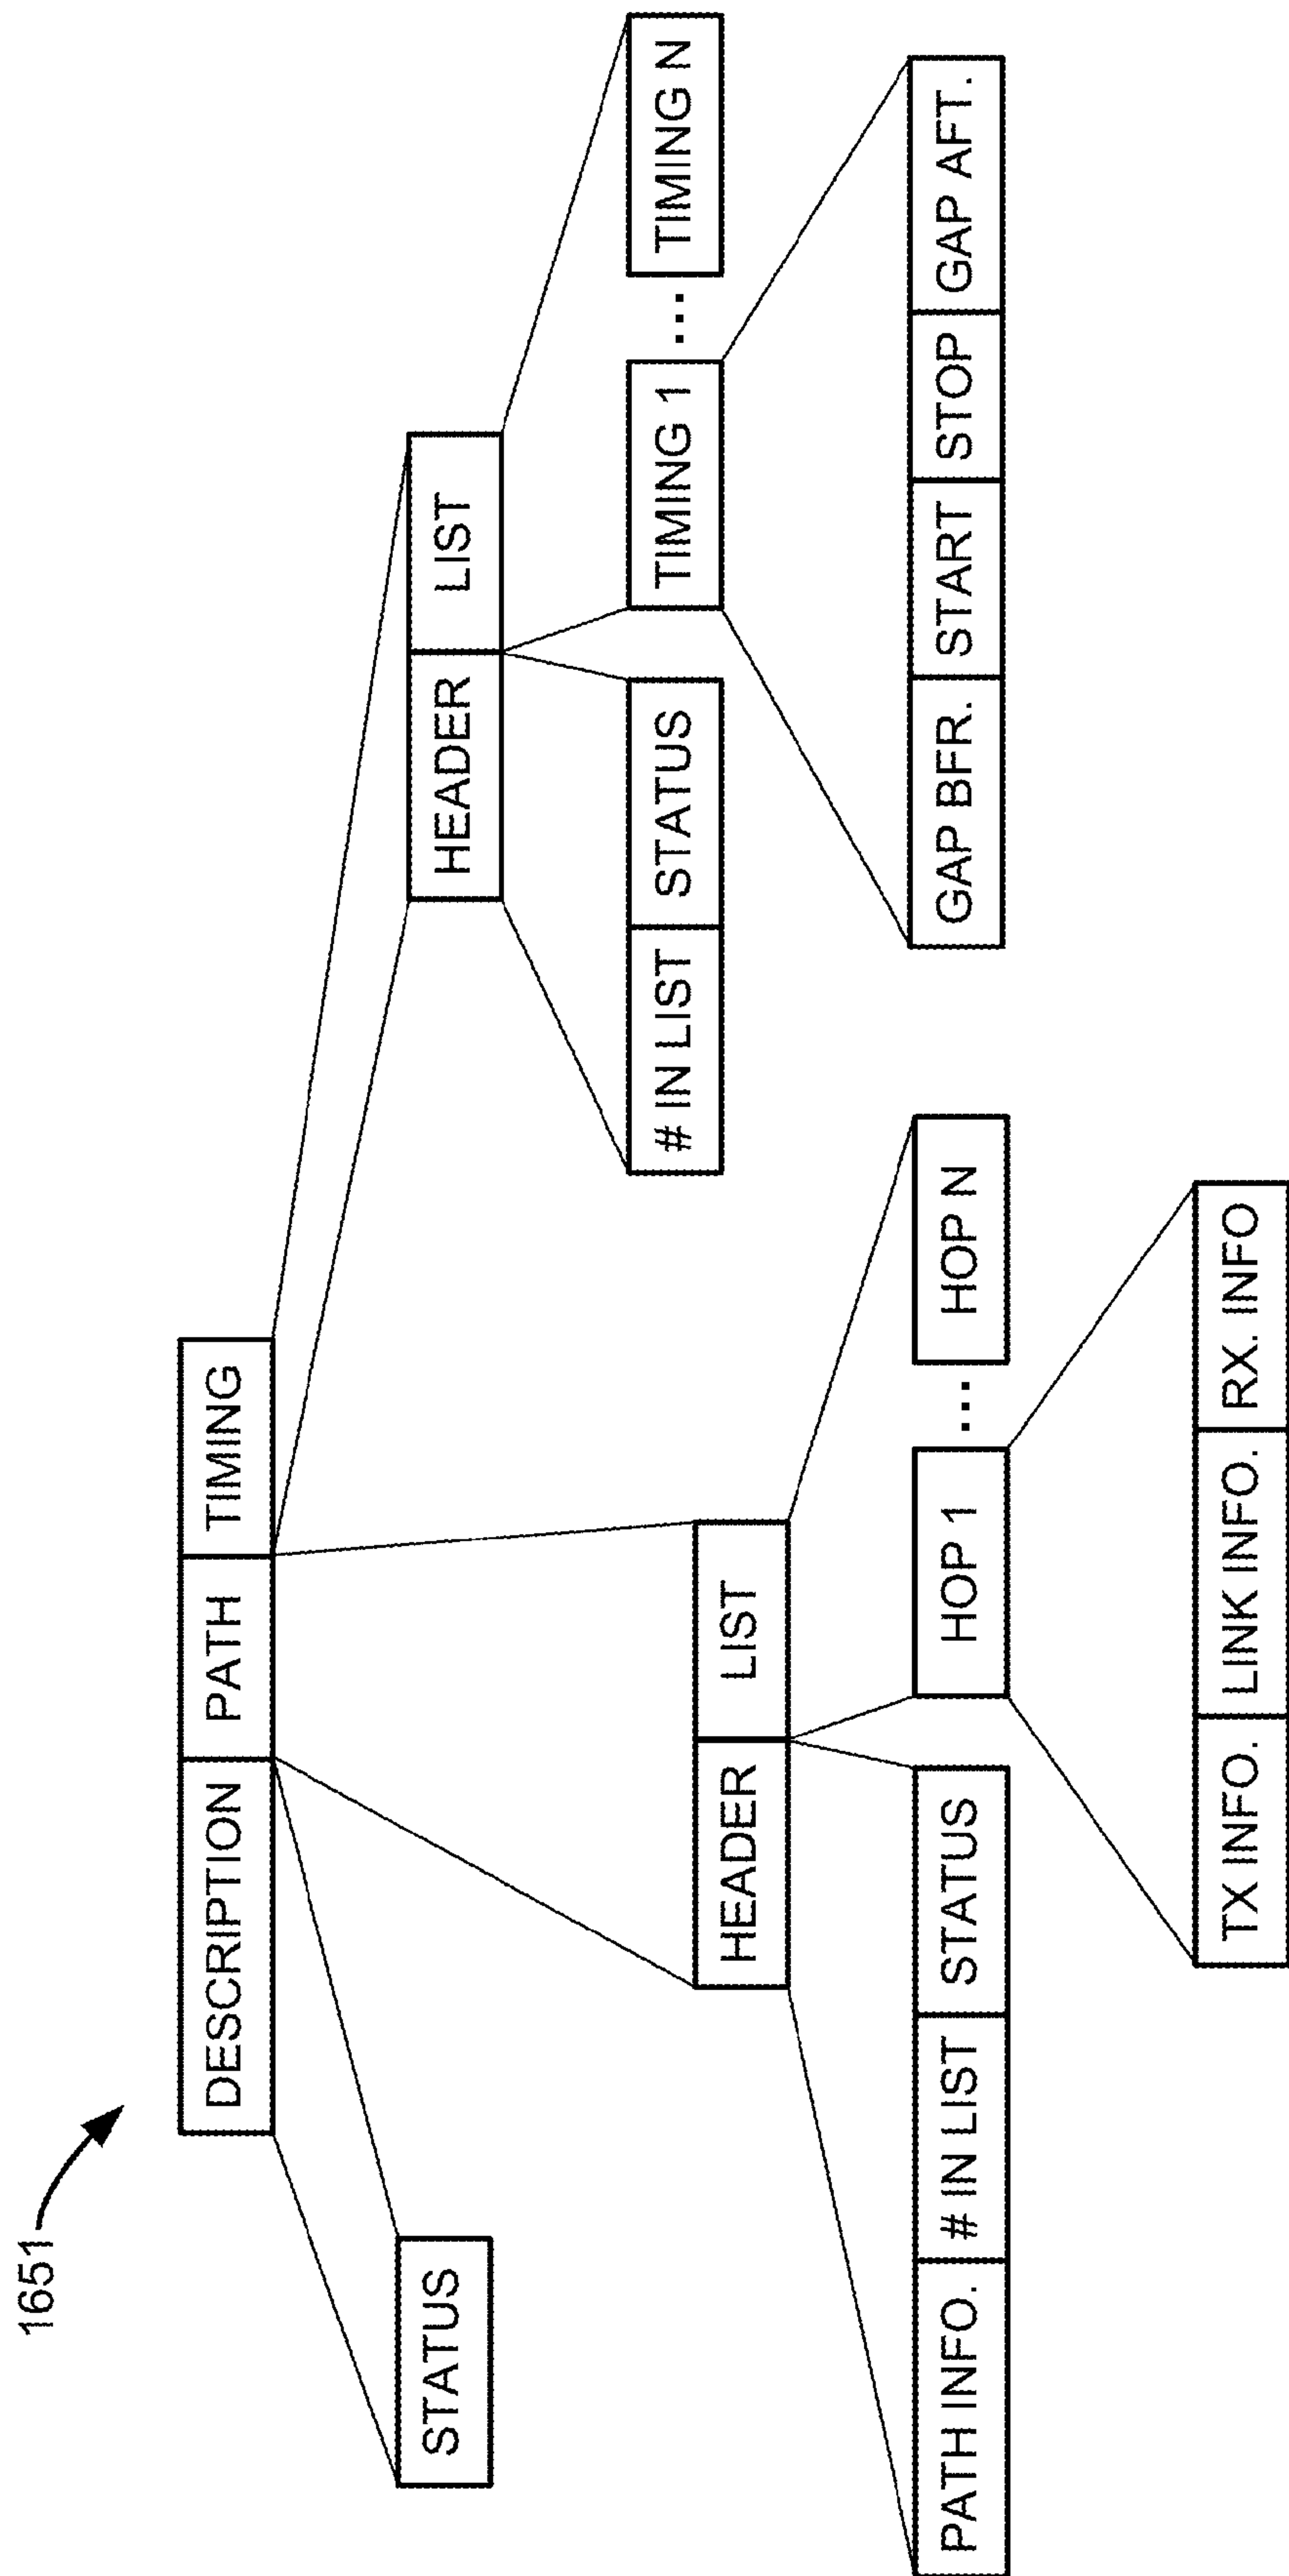 1651
DESCRIPTION PATH TIMING
STATUS
HEADER LIST
# IN LIST STATUS TIMING 1 ... TIMING N
GAP BFR. START STOP GAP AFT.
HEADER LIST
PATH INFO. # IN LIST STATUS HOP 1 ... HOP N
TX INFO. LINK INFO. RX. INFO